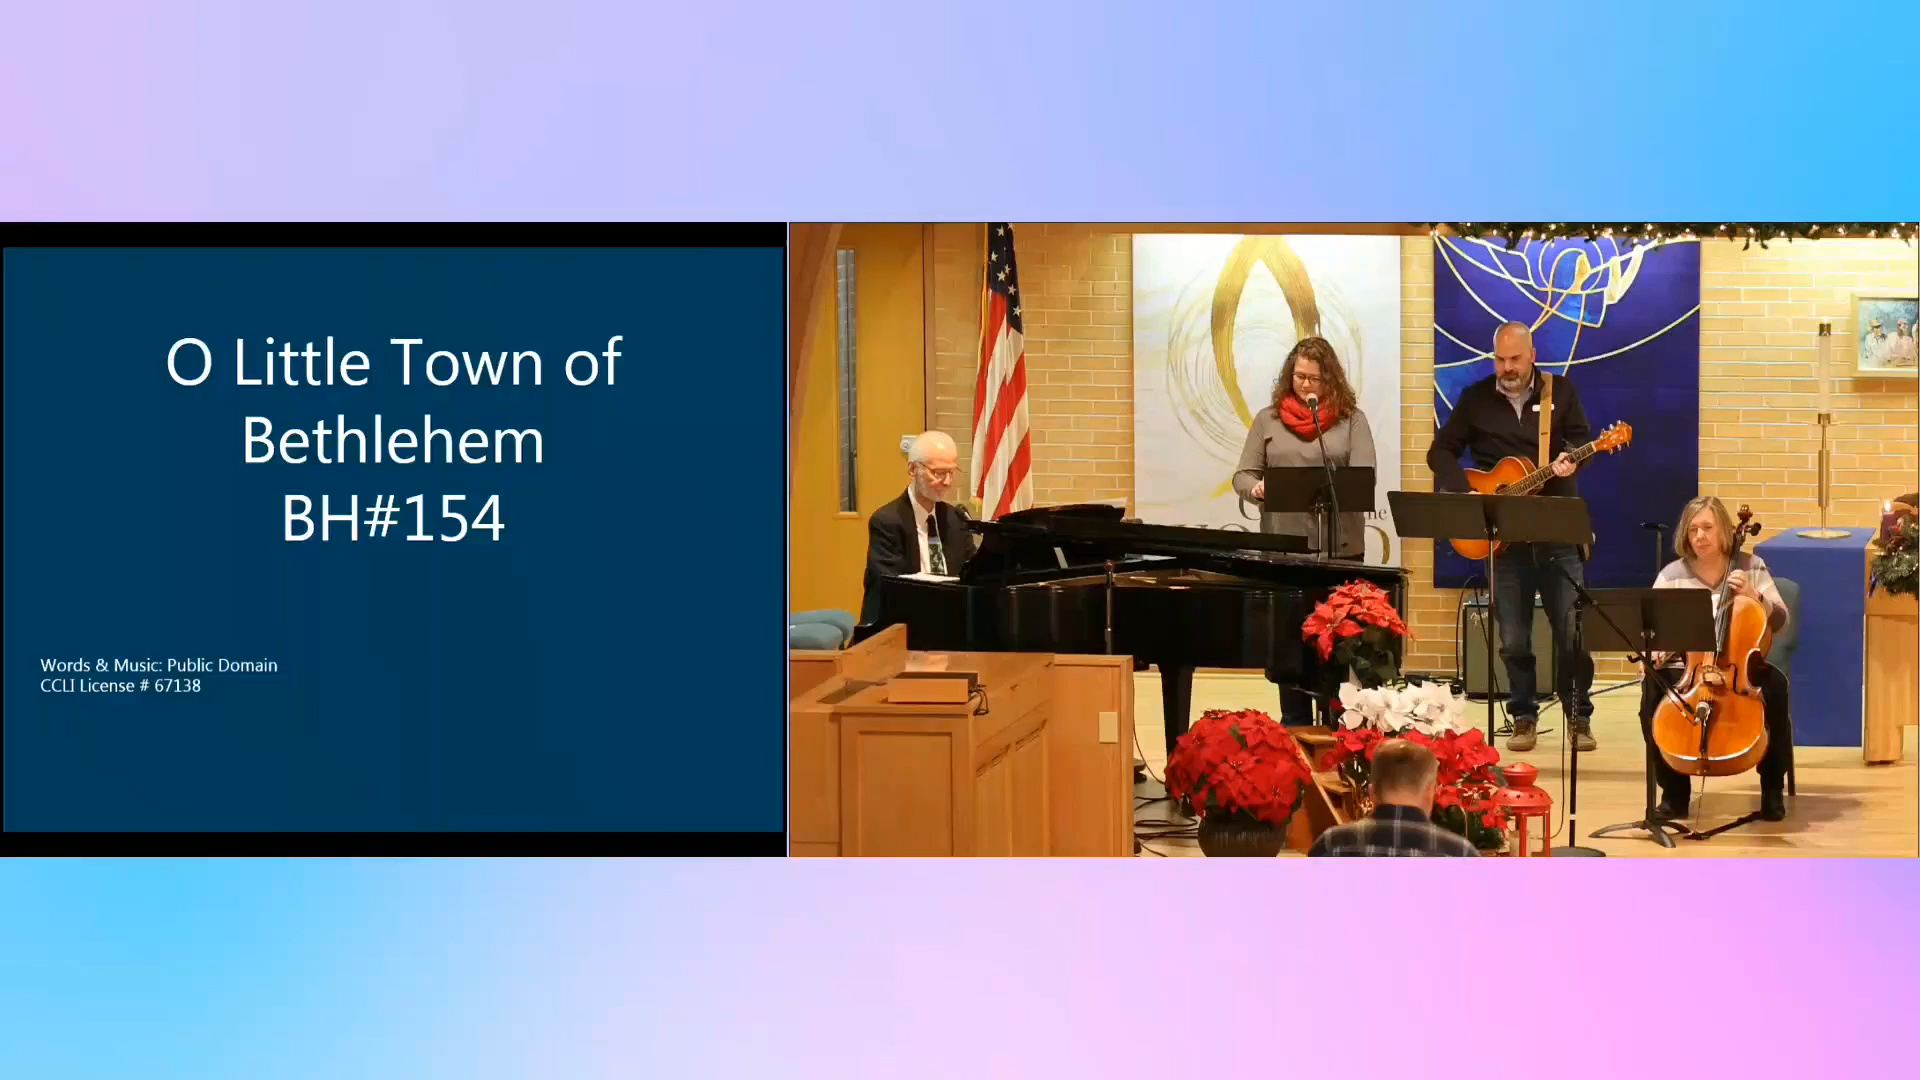 O Little Town of
Bethlehem
BH#154
Words & Music: Public Domain
CCLI License # 67138